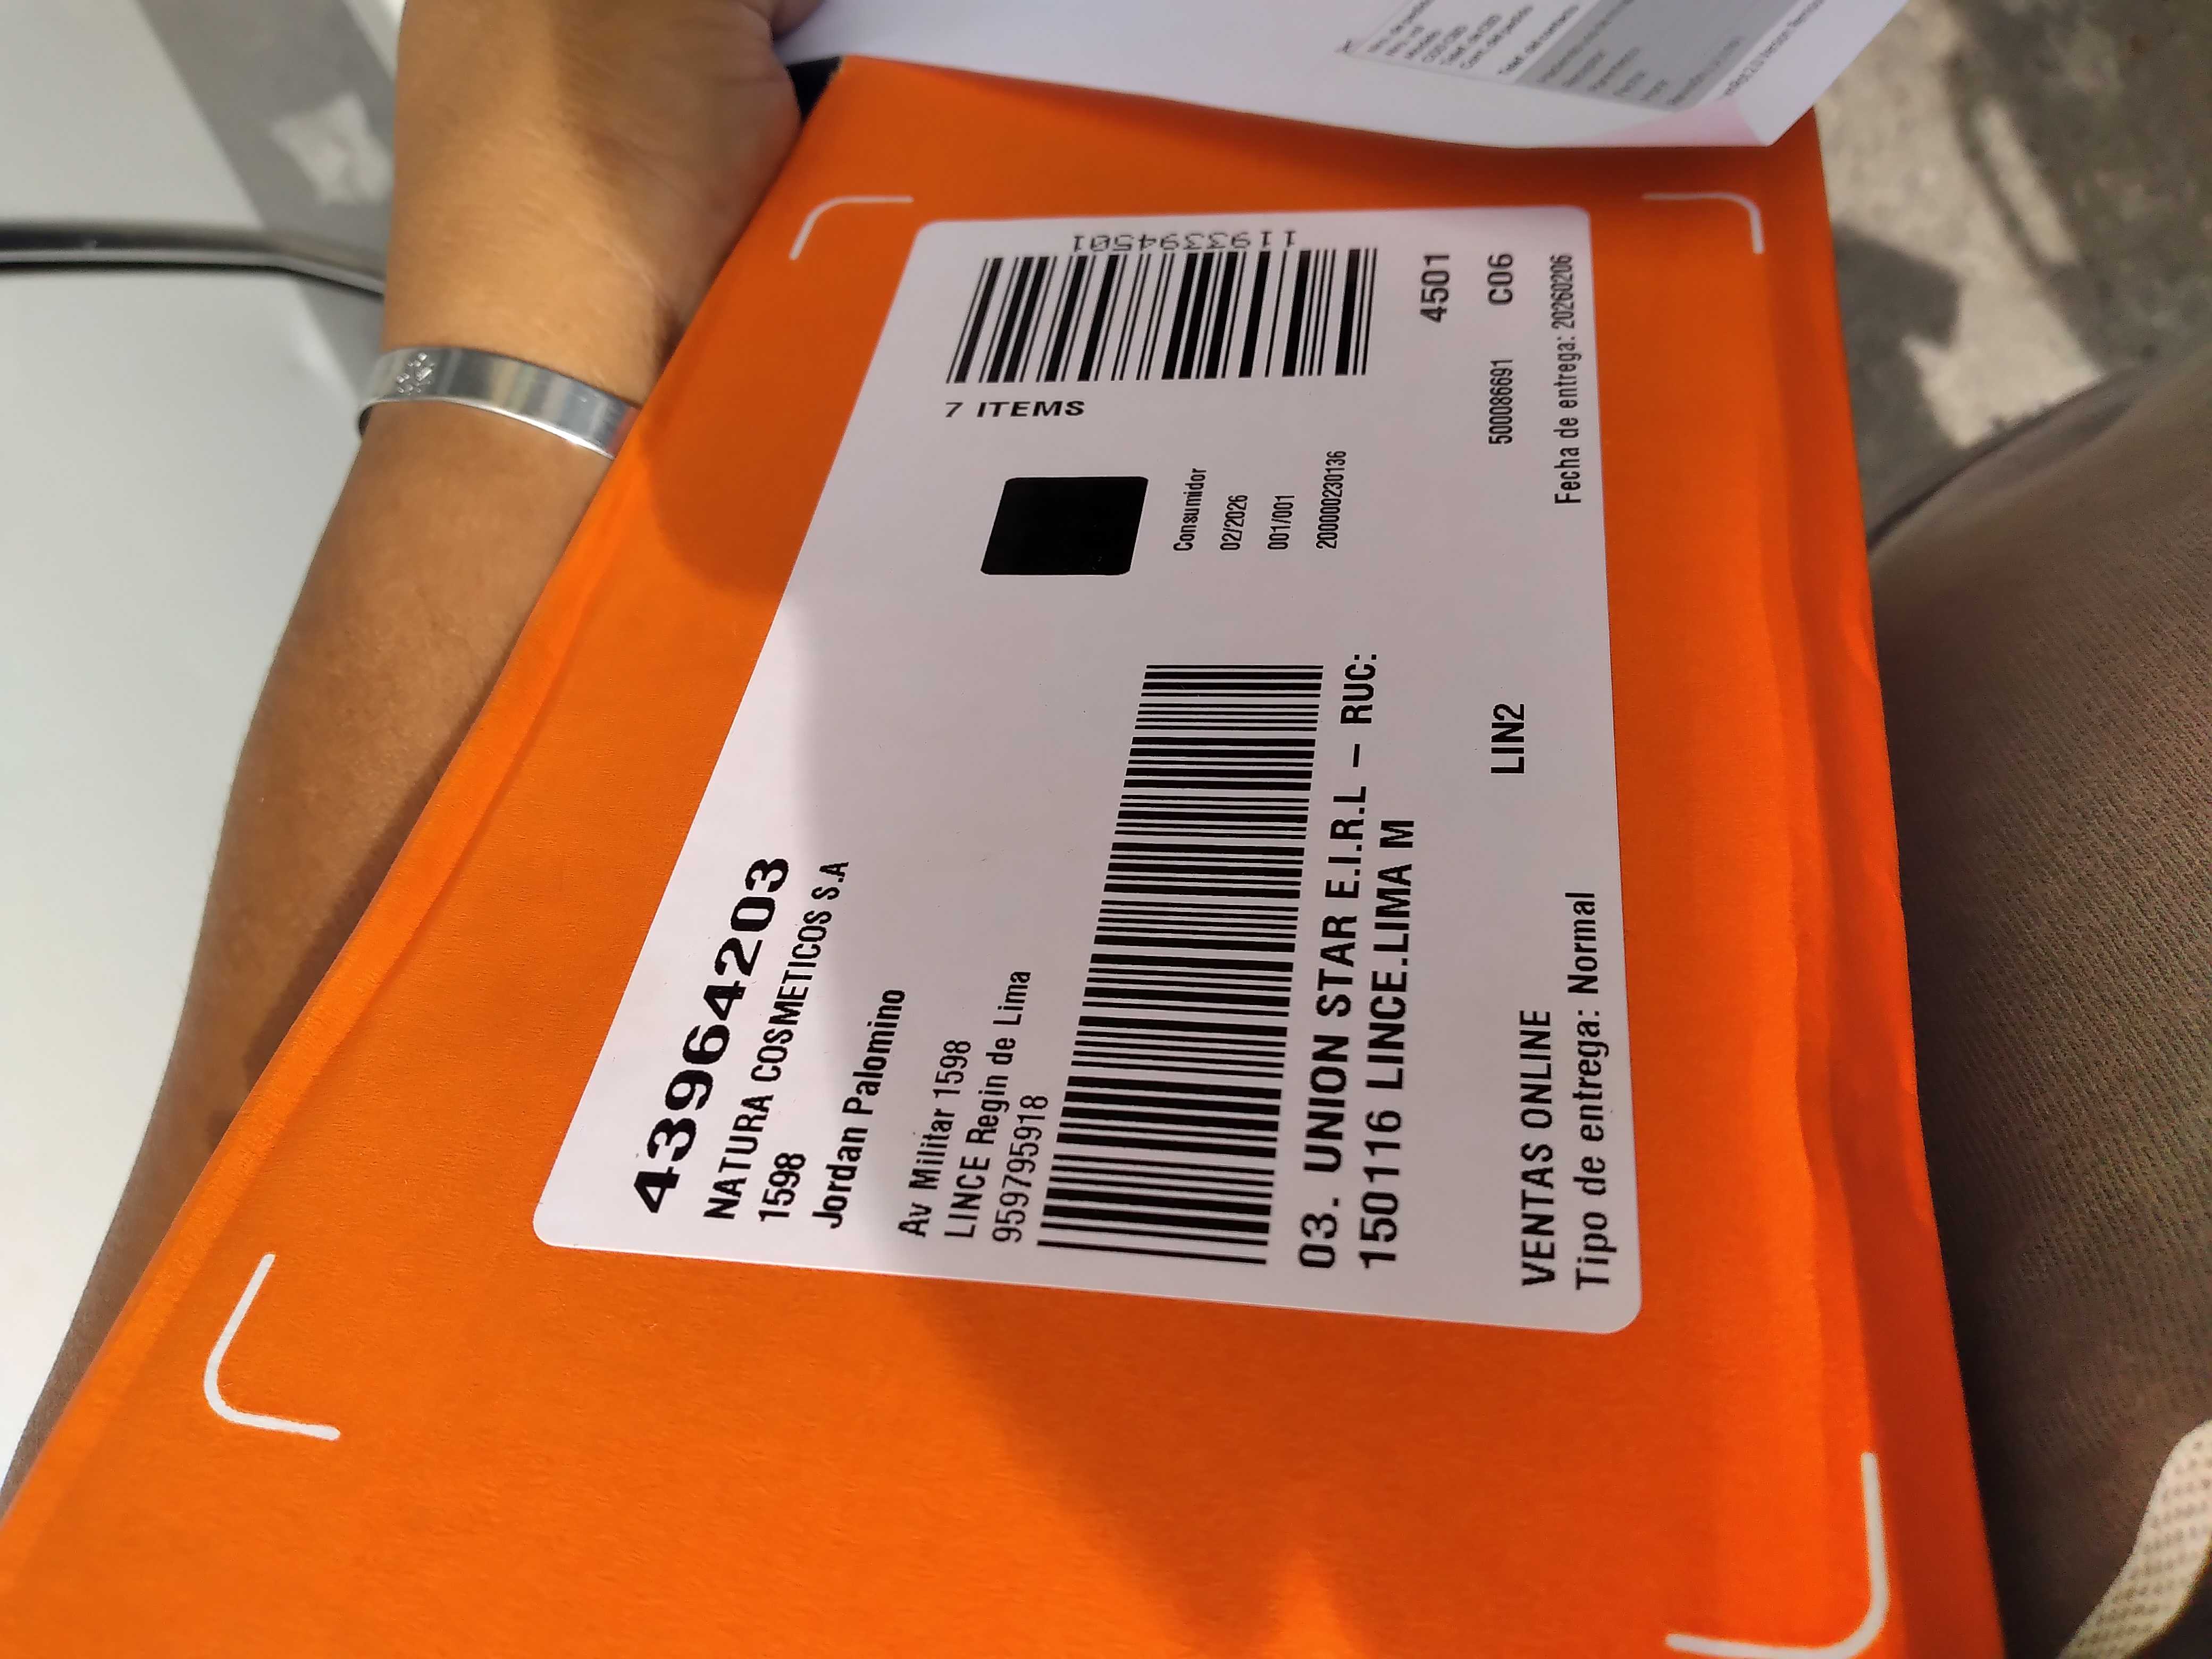 43964203
NATURA COSMETICOS S.A
1598
Jordan Palomino
Av Militar 1598
LINCE Regin de Lima
959795918
03. UNION STAR E.I.R.L – RUC:
150116 LINCE.LIMA M
VENTAS ONLINE
LIN2
500086691
C06
Tipo de entrega: Normal
Fecha de entrega: 20260206
1193394501
7 ITEMS
Consumidor
02/2026
001/001
2000000230136
4501